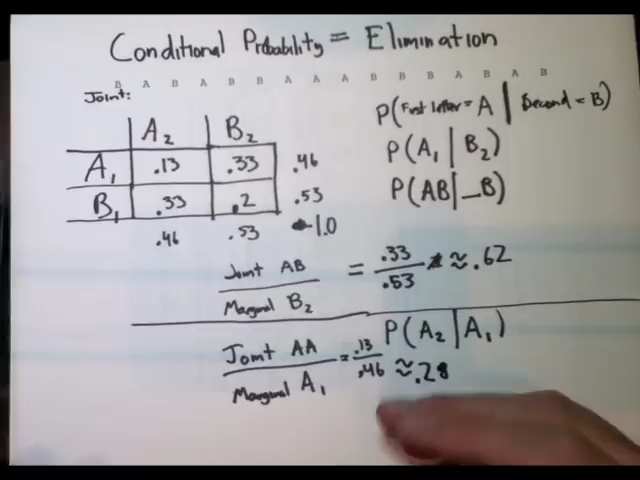 Conditional Probability = Elimination
B A B A B B A A A B B B A B A B
Joint:
P(First letter = A | Second = B)
A₂ B₂
P(A₁ | B₂)
A₁ .13 .33 .46
P(AB|_B)
B₁ .33 .2 .53
.46 .53 1.0
Joint AB
Marginal B₂
= .33 / .53 ≈ .62
P(A₂ | A₁)
Joint AA
Marginal A₁
= .13 / .46 ≈ .28